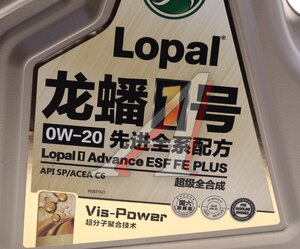 Lopal
龙蟠1号
0W-20 先进全系配方
Lopal 1 Advance ESF FE PLUS
API SP/ACEA C6 超级全合成
Vis-Power
超分子聚合技术